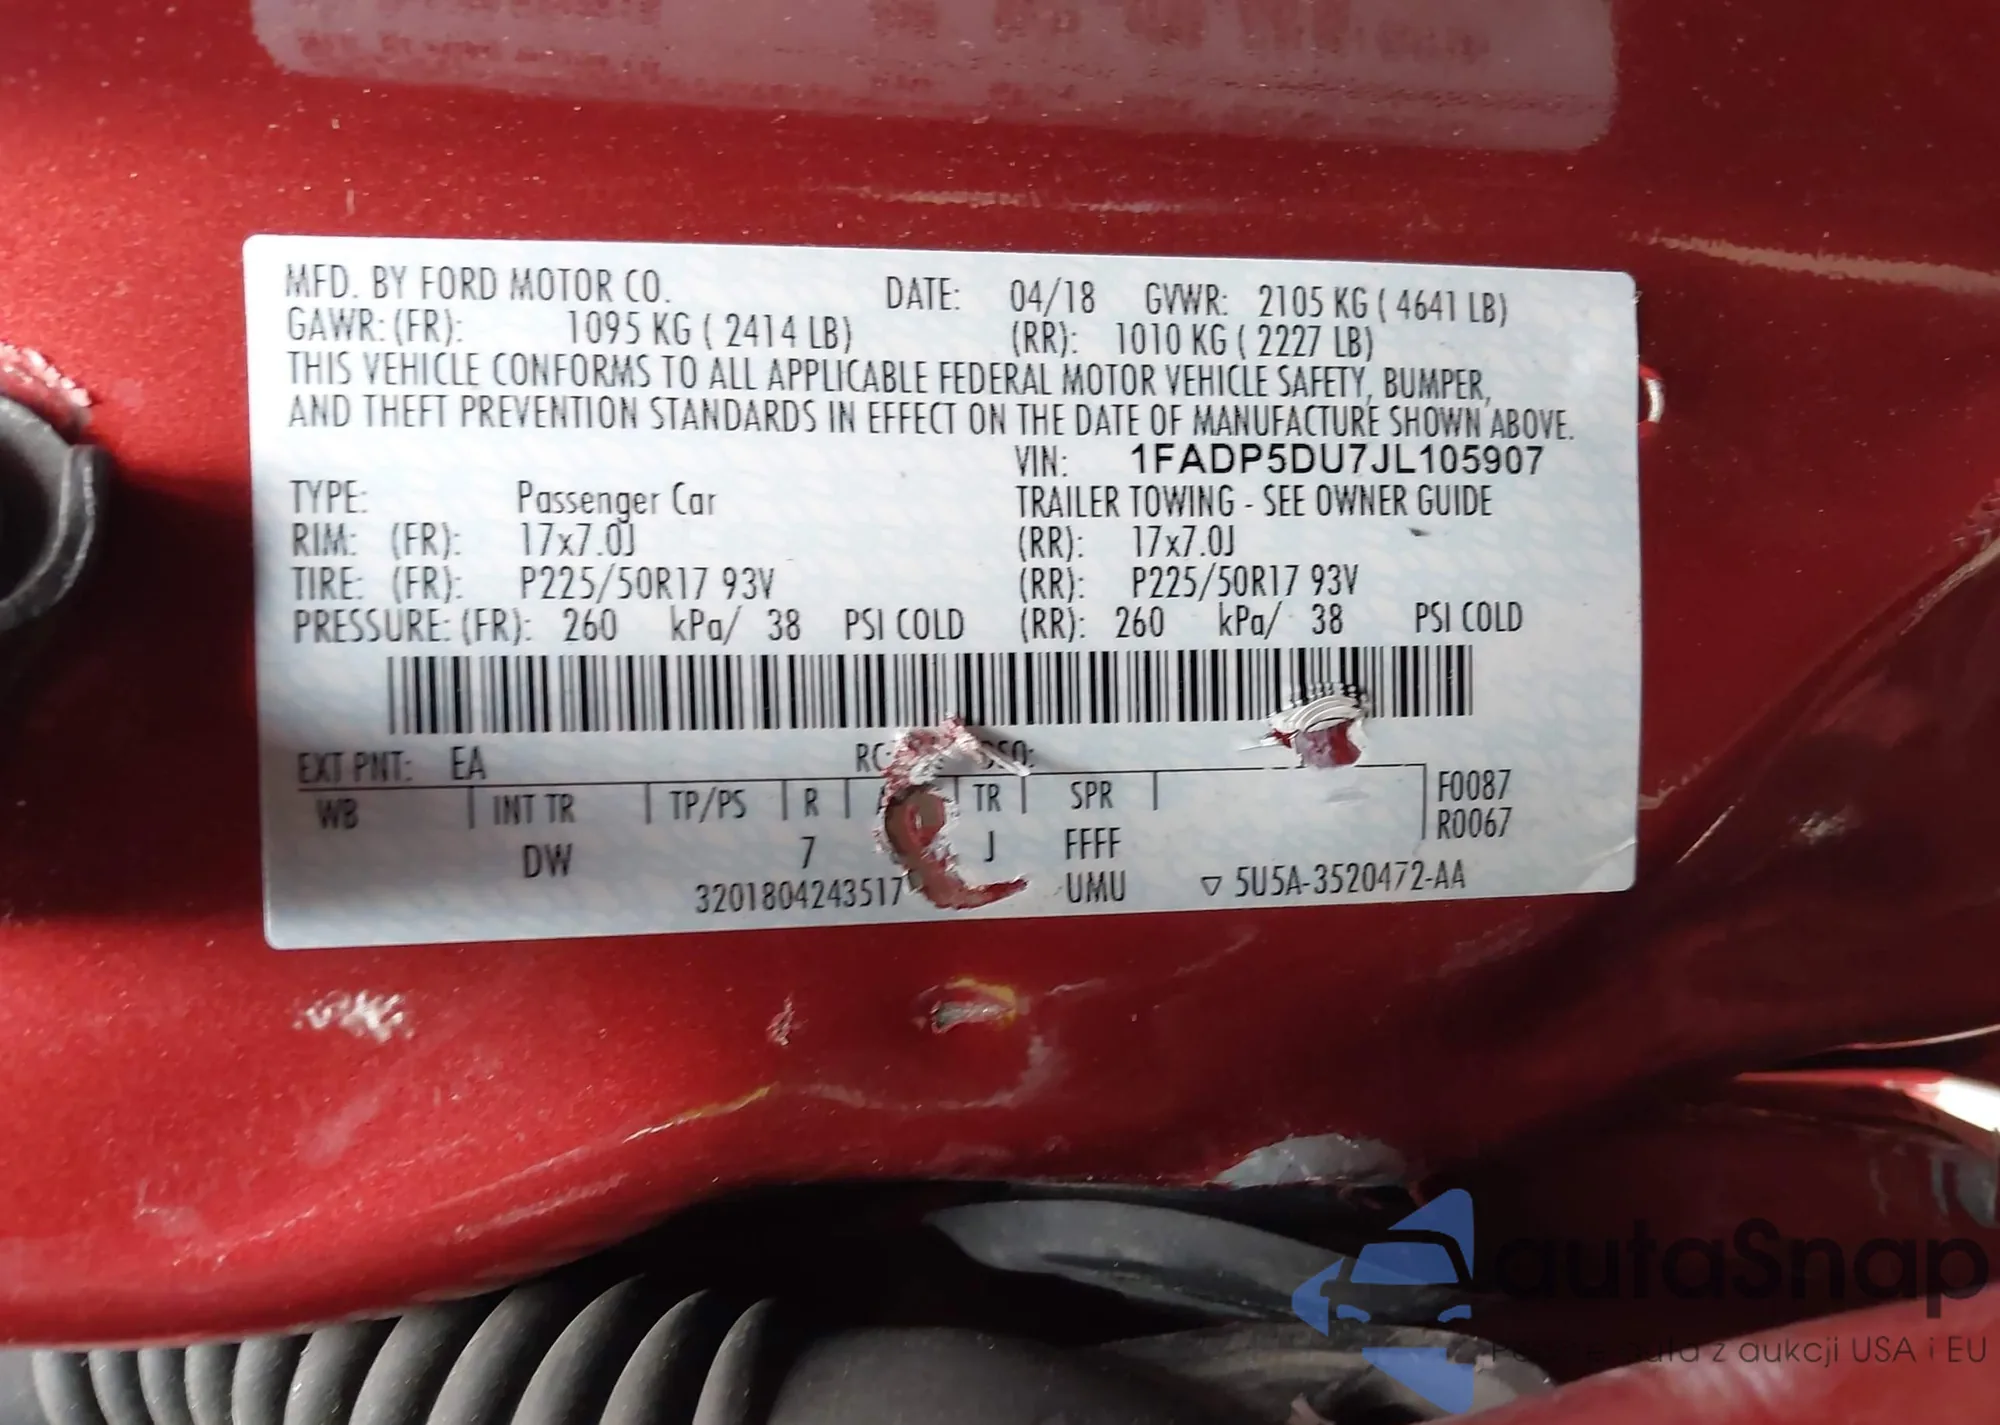 MFD. BY FORD MOTOR CO. DATE: 04/18 GVWR: 2105 KG ( 4641 LB)
GAWR: (FR): 1095 KG ( 2414 LB) (RR): 1010 KG ( 2227 LB)
THIS VEHICLE CONFORMS TO ALL APPLICABLE FEDERAL MOTOR VEHICLE SAFETY, BUMPER,
AND THEFT PREVENTION STANDARDS IN EFFECT ON THE DATE OF MANUFACTURE SHOWN ABOVE.
VIN: 1FADP5DU7JL105907
TYPE: Passenger Car TRAILER TOWING - SEE OWNER GUIDE
RIM: (FR): 17x7.0J (RR): 17x7.0J
TIRE: (FR): P225/50R17 93V (RR): P225/50R17 93V
PRESSURE: (FR): 260 kPa/ 38 PSI COLD (RR): 260 kPa/ 38 PSI COLD
EXT PNT: EA
WB INT TR TP/PS R TR SPR F0087
R0067
DW 7 J FFFF
3201804243517 UMU ▽ 5U5A-3520472-AA
autaSnap
z aukcji USA i EU